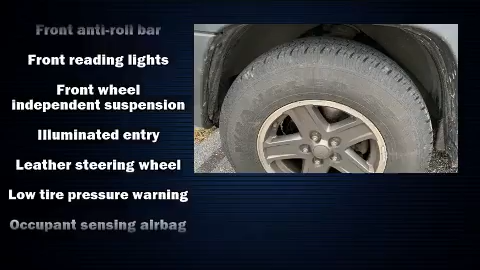 Front anti-roll bar
Front reading lights
Front wheel
independent suspension
Illuminated entry
Leather steering wheel
Low tire pressure warning
Occupant sensing airbag